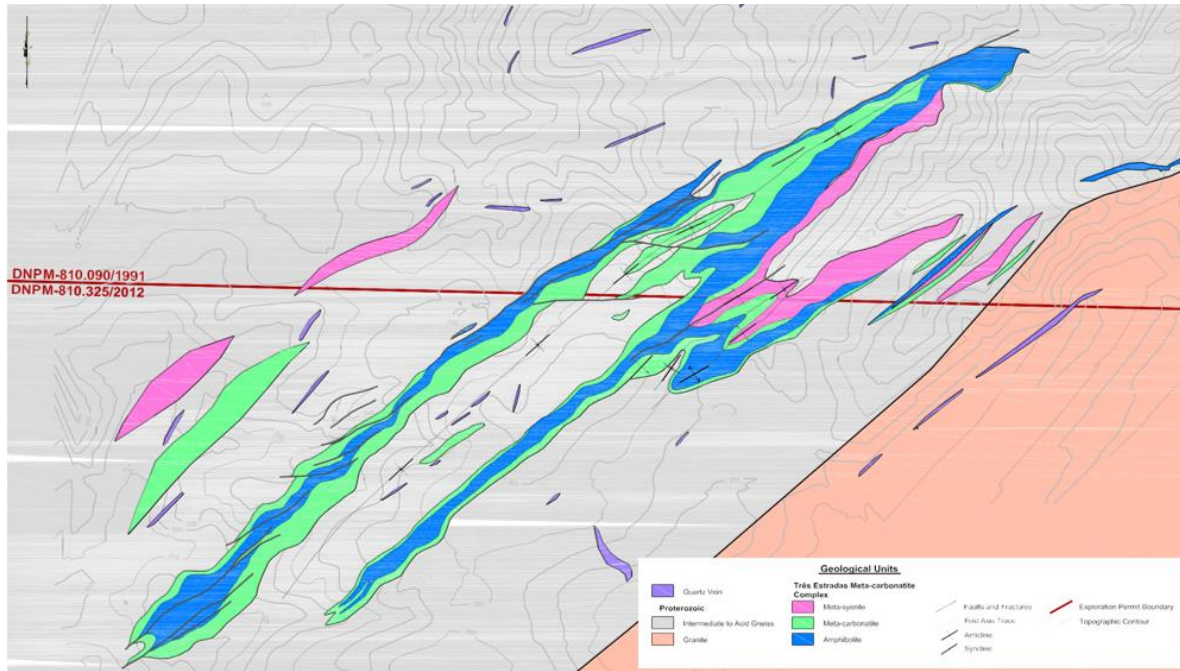 DNPM-810.090/1991
DNPM-810.325/2012
Geological Units
Quartz Vein
Proterozoic
Intermediate to Acid Gneiss
Granite
Três Estradas Meta-carbonatite
Complex
Meta-syenite
Meta-carbonatite
Amphibolite
Faults and Fractures
Fold Axis Trace
Anticline
Syncline
Exploration Permit Boundary
Topographic Contour